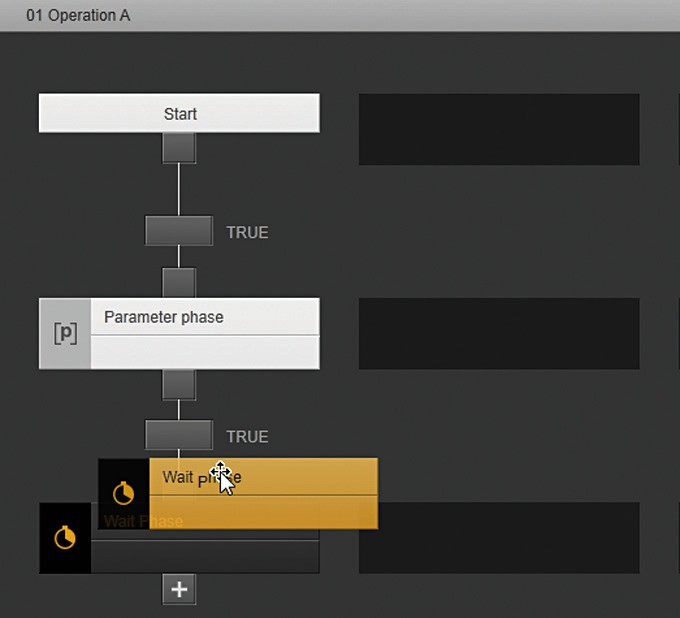 01 Operation A
Start
TRUE
[p]
Parameter phase
TRUE
Wait phase
Wait Phase